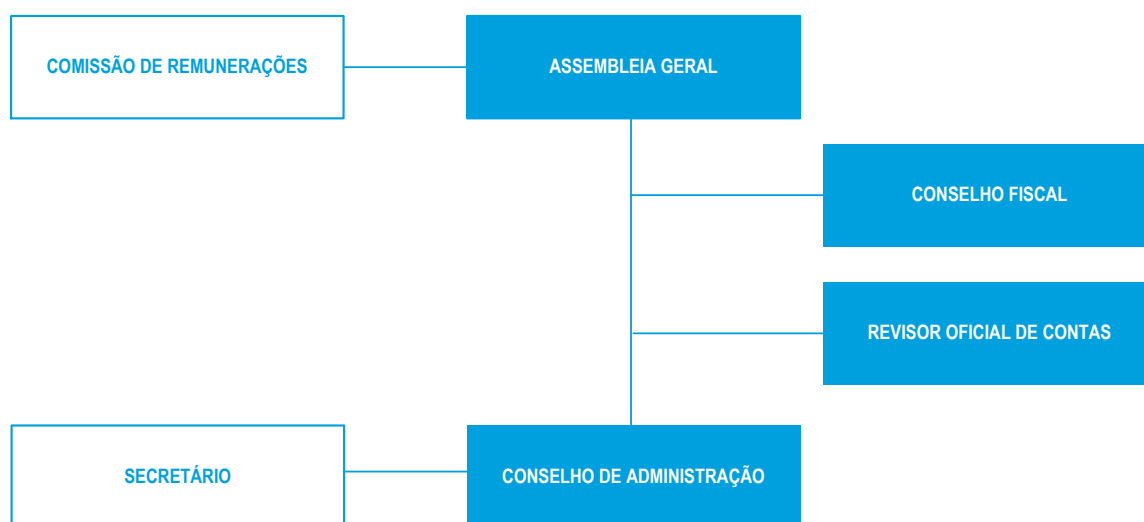 COMISSÃO DE REMUNERAÇÕES
ASSEMBLEIA GERAL
CONSELHO FISCAL
REVISOR OFICIAL DE CONTAS
SECRETÁRIO
CONSELHO DE ADMINISTRAÇÃO